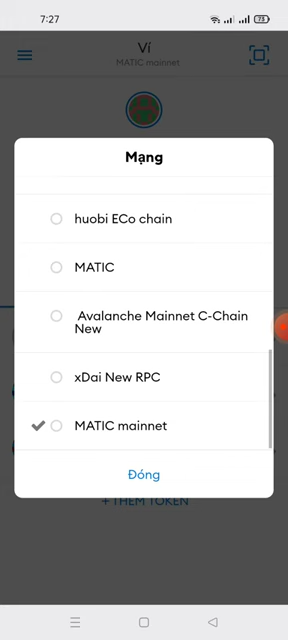 7:27
73
Ví
MATIC mainnet
Mạng
huobi ECo chain
MATIC
Avalanche Mainnet C-Chain
New
xDai New RPC
MATIC mainnet
Đóng
+ THÊM TOKEN